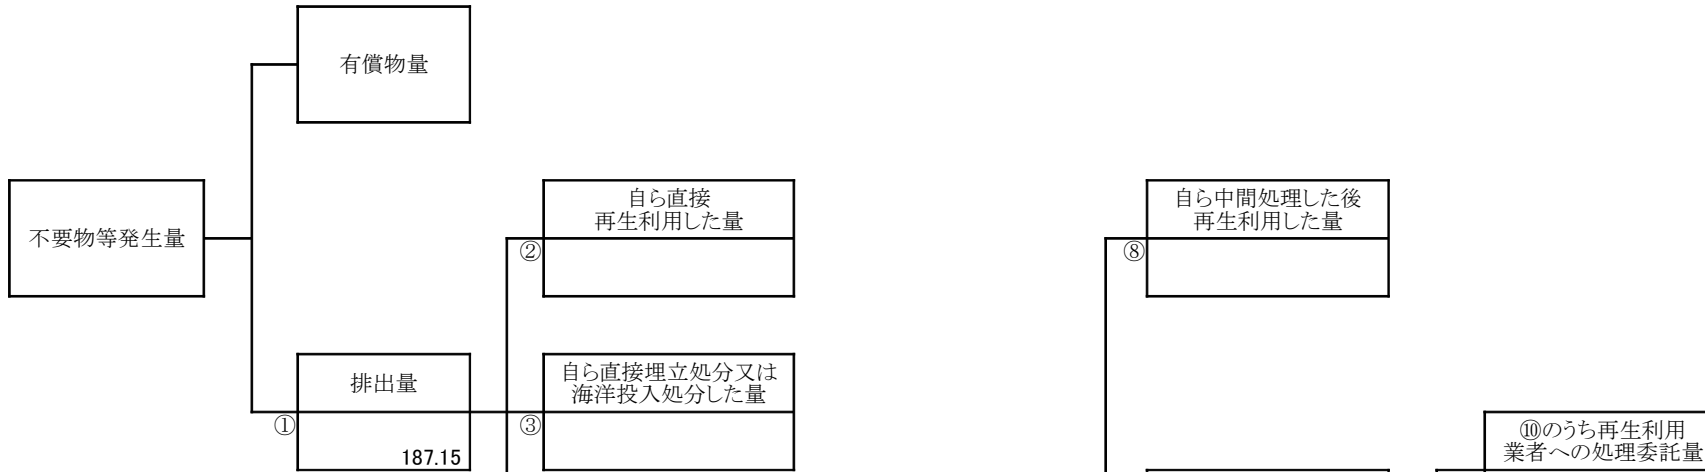 有償物量
不要物等発生量
自ら直接
再生利用した量
②
自ら中間処理した後
再生利用した量
⑧
排出量
①
187.15
自ら直接埋立処分又は
海洋投入処分した量
③
⑩のうち再生利用
業者への処理委託量